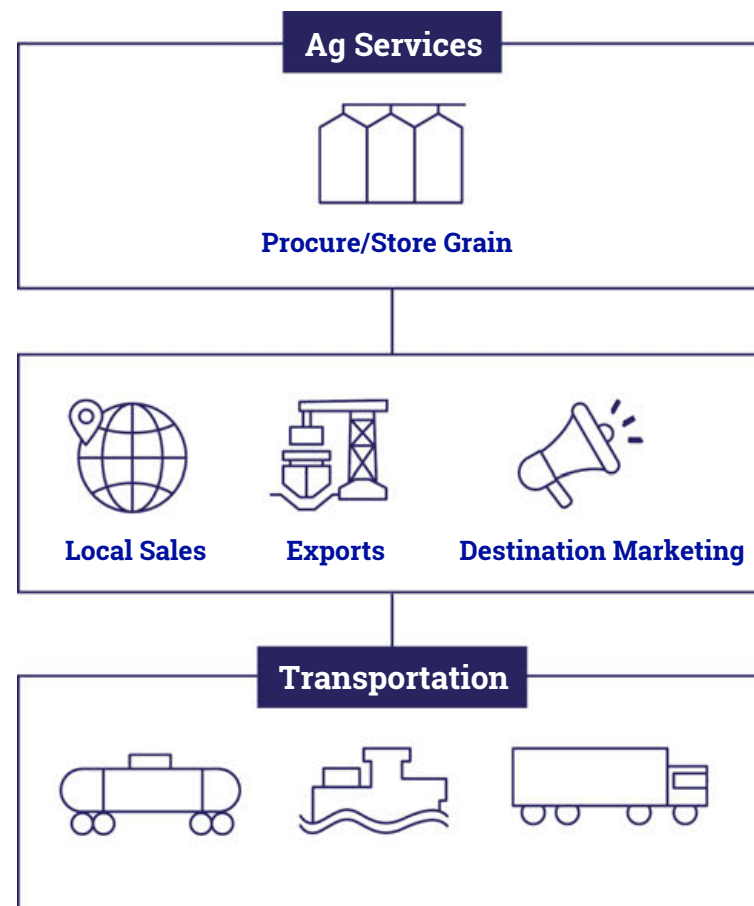 Ag Services
Procure/Store Grain
Local Sales
Exports
Destination Marketing
Transportation